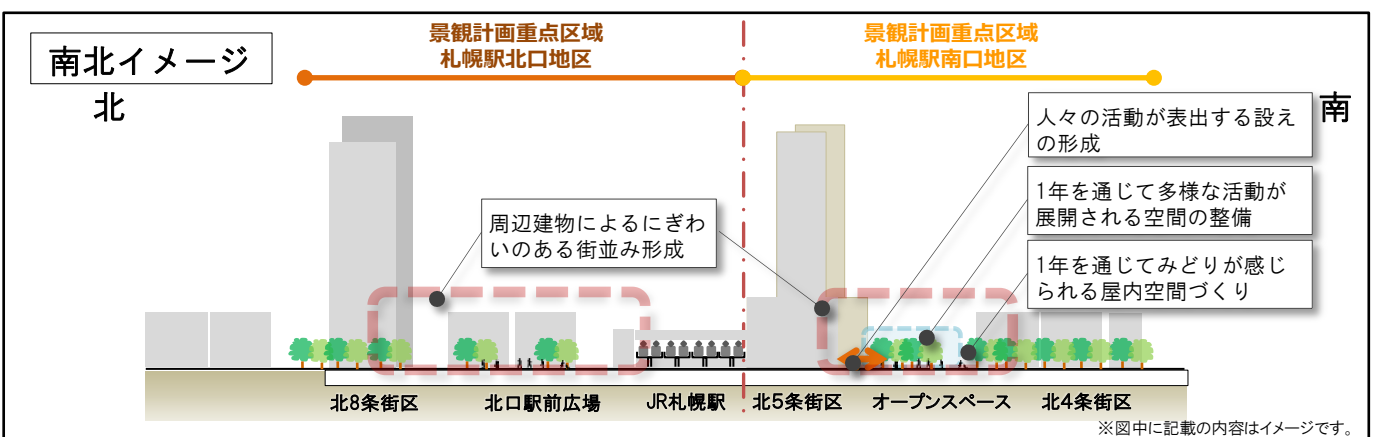 南北イメージ
北
景観計画重点区域
札幌駅北口地区
景観計画重点区域
札幌駅南口地区
南
人々の活動が表出する設え
の形成
1年を通じて多様な活動が
展開される空間の整備
1年を通じてみどりが感じ
られる屋内空間づくり
周辺建物によるにぎわ
いのある街並み形成
北8条街区
北口駅前広場
JR札幌駅
北5条街区
オープンスペース
北4条街区
※図中に記載の内容はイメージです。